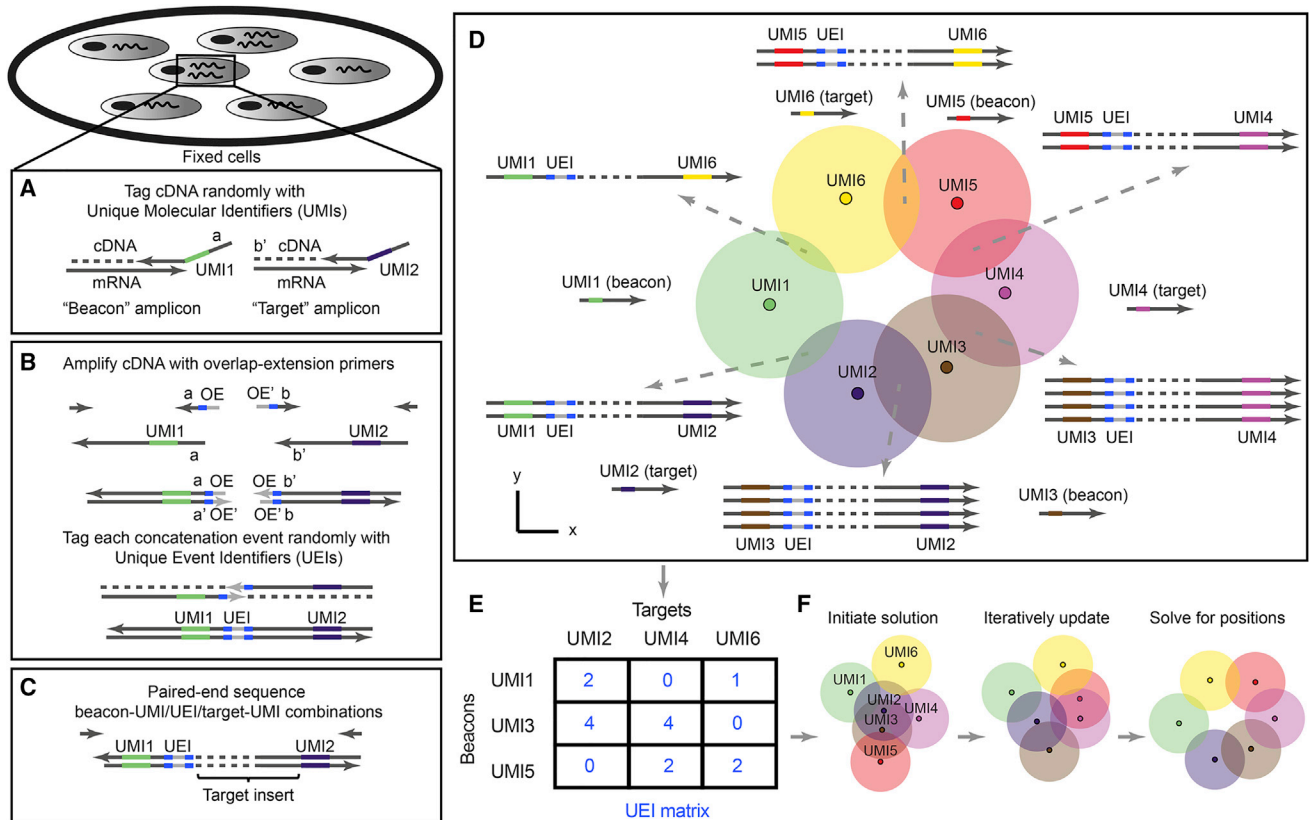 Fixed cells
A
Tag cDNA randomly with
Unique Molecular Identifiers (UMIs)
cDNA
a
b'
cDNA
mRNA
UMI1
mRNA
UMI2
“Beacon” amplicon
“Target” amplicon
B
Amplify cDNA with overlap-extension primers
a OE
OE' b
UMI1
UMI2
a
b'
a OE
OE b'
a' OE'
OE' b
Tag each concatenation event randomly with
Unique Event Identifiers (UEIs)
UMI1 UEI UMI2
C
Paired-end sequence
beacon-UMI/UEI/target-UMI combinations
UMI1 UEI UMI2
Target insert
D
UMI5 UEI UMI6
UMI6 (target)
UMI5 (beacon)
UMI5 UEI UMI4
UMI1 UEI UMI6
UMI6
UMI5
UMI1 (beacon)
UMI1
UMI4
UMI4 (target)
UMI2
UMI3
UMI1 UEI UMI2
UMI3 UEI UMI4
UMI2 (target)
UMI3 (beacon)
y
x
UMI3 UEI UMI2
E
Targets
UMI2 UMI4 UMI6
Beacons
UMI1 2 0 1
UMI3 4 4 0
UMI5 0 2 2
UEI matrix
F
Initiate solution
Iteratively update
Solve for positions
UMI6
UMI1
UMI2
UMI4
UMI3
UMI5